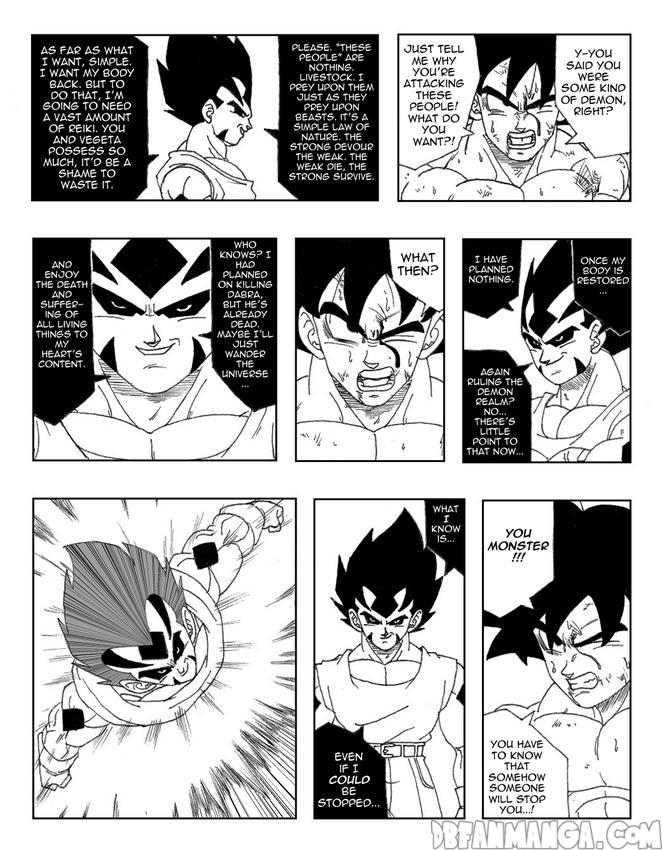 Y-YOU
SAID YOU
WERE
SOME KIND
OF DEMON,
RIGHT?
JUST TELL
ME WHY
YOU'RE
ATTACKING
THESE
PEOPLE!
WHAT DO
YOU
WANT?!
PLEASE. "THESE
PEOPLE" ARE
NOTHING.
LIVESTOCK. I
PREY UPON THEM
JUST AS THEY
PREY UPON
BEASTS. IT'S A
SIMPLE LAW OF
NATURE. THE
STRONG DEVOUR
THE WEAK. THE
WEAK DIE, THE
STRONG SURVIVE.
AS FAR AS WHAT
I WANT, SIMPLE.
I WANT MY BODY
BACK. BUT TO
DO THAT, I'M
GOING TO NEED
A VAST AMOUNT
OF REIKI. YOU
AND VEGETA
POSSESS SO
MUCH, IT'D BE A
SHAME TO
WASTE IT.
ONCE MY
BODY IS
RESTORED
...
I HAVE
PLANNED
NOTHING.
AGAIN
RULING THE
DEMON
REALM?
NO...
THERE'S
LITTLE
POINT TO
THAT NOW...
WHAT
THEN?
WHO
KNOWS? I
HAD
PLANNED
ON KILLING
DABRA,
BUT HE'S
ALREADY
DEAD.
MAYBE I'LL
JUST
WANDER
THE
UNIVERSE
...
AND
ENJOY
THE DEATH
AND
SUFFER-
ING OF
ALL LIVING
THINGS TO
MY
HEART'S
CONTENT.
YOU
MONSTER
!!!
YOU HAVE
TO KNOW
THAT
SOMEHOW
SOMEONE
WILL STOP
YOU...!
WHAT
I
KNOW
IS...
EVEN
IF I
COULD
BE
STOPPED...
DBFANMANGA.COM